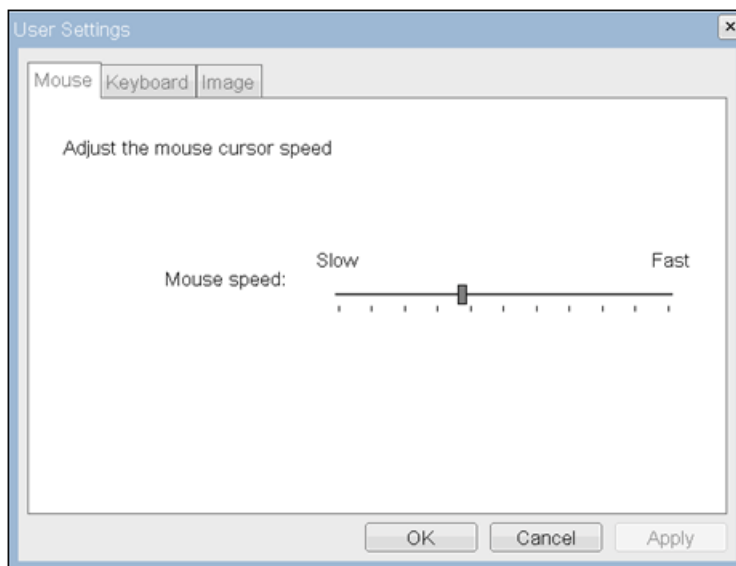 User Settings
Mouse Keyboard Image
Adjust the mouse cursor speed
Slow Fast
Mouse speed:
OK Cancel Apply